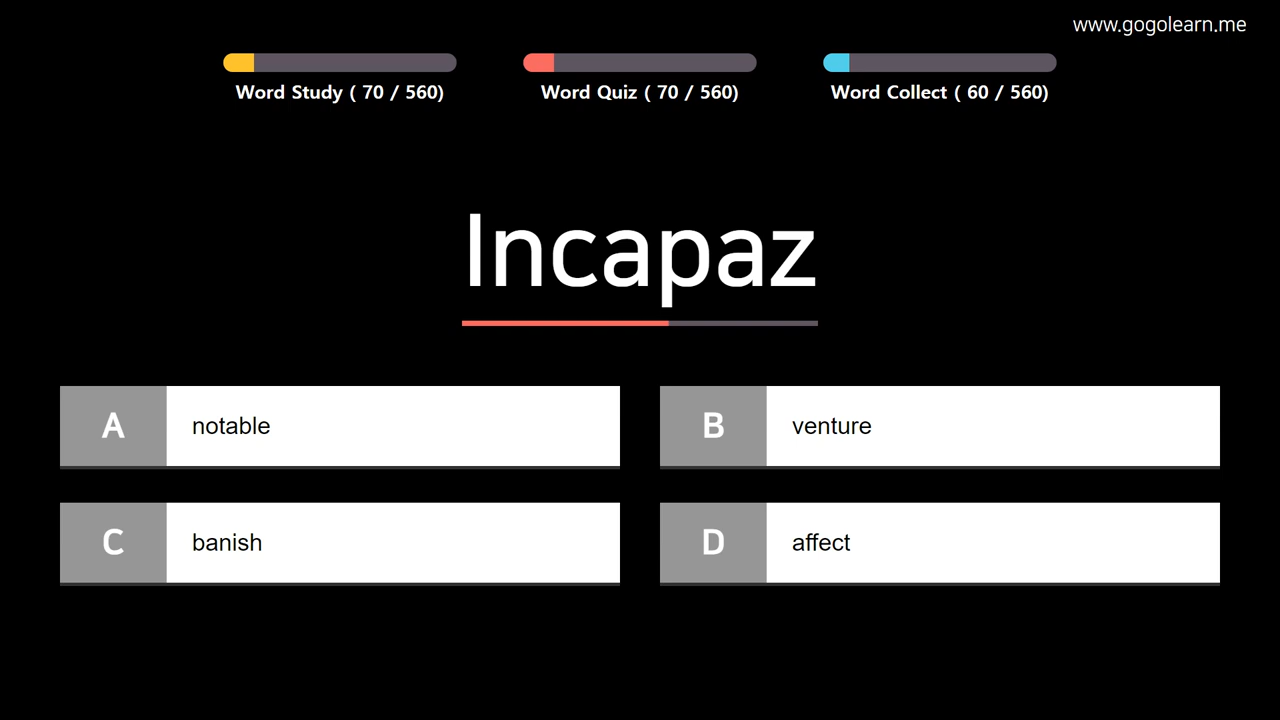 www.gogolearn.me
Word Study ( 70 / 560)
Word Quiz ( 70 / 560)
Word Collect ( 60 / 560)
Incapaz
A notable
B venture
C banish
D affect